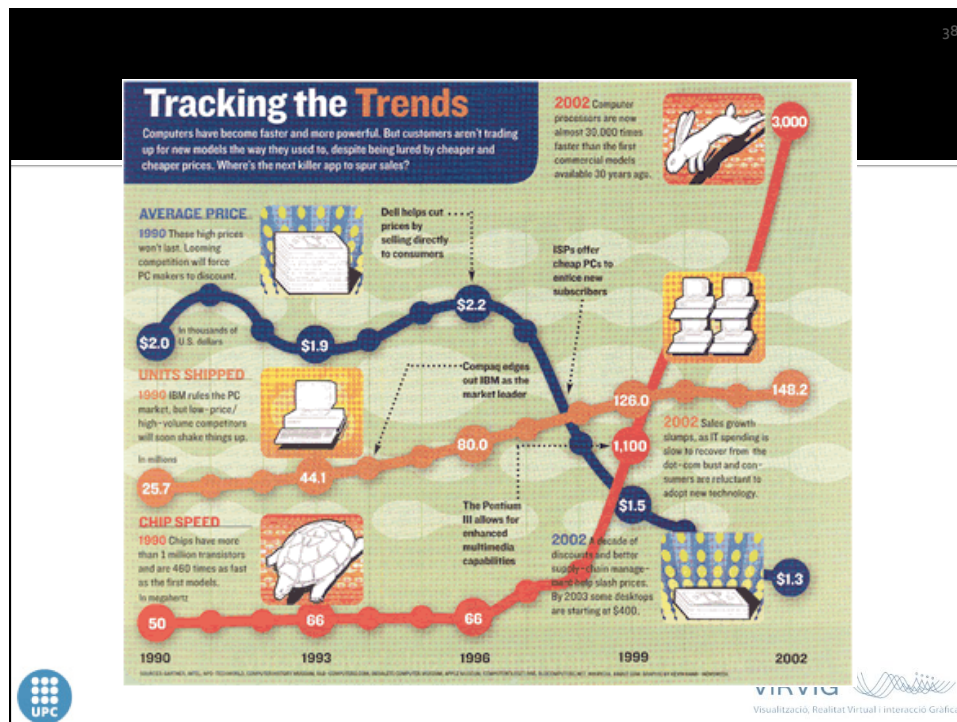 38
Tracking the Trends
Computers have become faster and more powerful. But customers aren't trading
up for new models the way they used to, despite being lured by cheaper and
cheaper prices. Where's the next killer app to spur sales?
2002 Computer
processors are now
almost 30,000 times
faster than the first
commercial models
available 30 years ago.
3,000
AVERAGE PRICE
1990 These high prices
won't last. Looming
competition will force
PC makers to discount.
Dell helps cut
prices by
selling directly
to consumers
ISPs offer
cheap PCs to
entice new
subscribers
In thousands of
U.S. dollars
$2.0
$1.9
$2.2
UNITS SHIPPED
1990 IBM rules the PC
market, but low-price/
high-volume competitors
will soon shake things up.
In millions
Compaq edges
out IBM as the
market leader
25.7
44.1
80.0
126.0
148.2
2002 Sales growth
slumps, as IT spending is
slow to recover from the
dot-com bust and con-
sumers are reluctant to
adopt new technology.
1,100
$1.5
The Pentium
III allows for
enhanced
multimedia
capabilities
CHIP SPEED
1990 Chips have more
than 1 million transistors
and are 460 times as fast
as the first models.
In megahertz
2002 A decade of
discounts and better
supply-chain manage-
ment help slash prices.
By 2003 some desktops
are starting at $400.
$1.3
50
66
66
1990
1993
1996
1999
2002
UPC
VIRVIG
Visualització, Realitat Virtual i interacció Gràfica